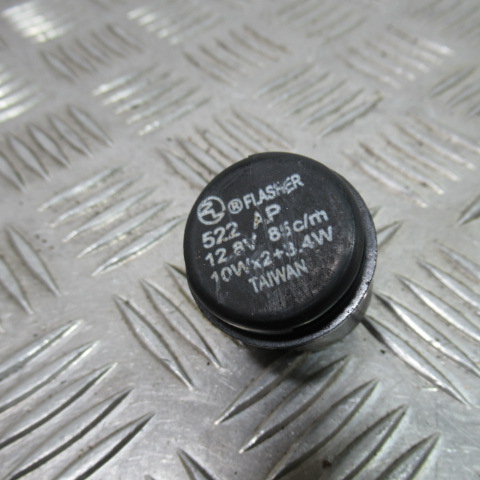 ® FLASHER
522 AP
12.8V 85c/m
10Wx2+3.4W
TAIWAN